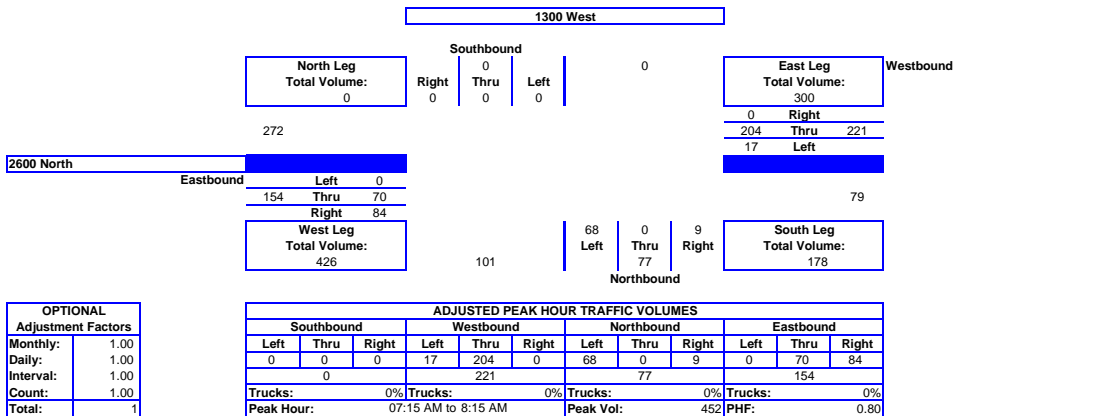 1300 West
Southbound
North Leg 0 0 East Leg Westbound
Total Volume: Right Thru Left Total Volume:
0 0 0 0 300
0 Right
272 204 Thru 221
17 Left
2600 North
Eastbound Left 0
154 Thru 70 79
Right 84
West Leg 68 0 9 South Leg
Total Volume: Left Thru Right Total Volume:
426 101 77 178
Northbound
OPTIONAL ADJUSTED PEAK HOUR TRAFFIC VOLUMES
Adjustment Factors Southbound Westbound Northbound Eastbound
Monthly: 1.00 Left Thru Right Left Thru Right Left Thru Right Left Thru Right
Daily: 1.00 0 0 0 17 204 0 68 0 9 0 70 84
Interval: 1.00 0 221 77 154
Count: 1.00 Trucks: 0% Trucks: 0% Trucks: 0% Trucks: 0%
Total: 1 Peak Hour: 07:15 AM to 8:15 AM Peak Vol: 452 PHF: 0.80